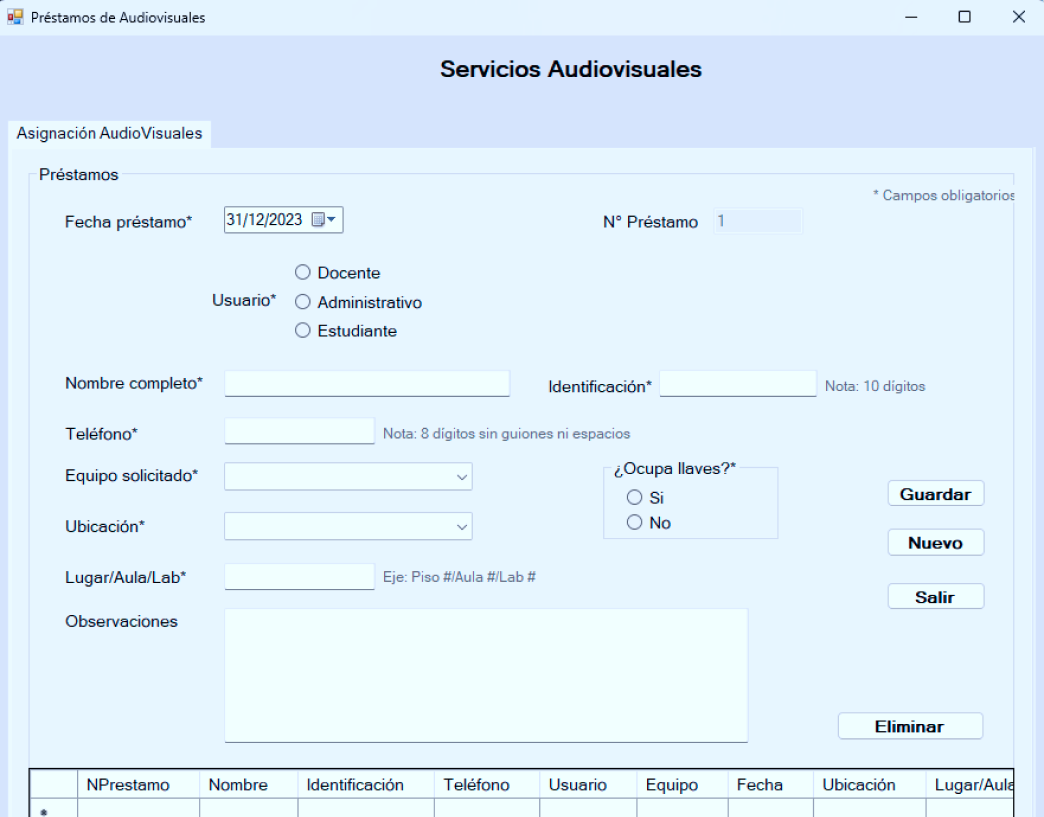 Préstamos de Audiovisuales
Servicios Audiovisuales
Asignación AudioVisuales
Préstamos
* Campos obligatorios
Fecha préstamo* 31/12/2023 N° Préstamo 1
Docente
Usuario* Administrativo
Estudiante
Nombre completo* Identificación* Nota: 10 dígitos
Teléfono* Nota: 8 dígitos sin guiones ni espacios
Equipo solicitado* ¿Ocupa llaves?*
Si Guardar
Ubicación* No
Nuevo
Lugar/Aula/Lab* Eje: Piso #/Aula #/Lab #
Salir
Observaciones
Eliminar
NPrestamo Nombre Identificación Teléfono Usuario Equipo Fecha Ubicación Lugar/Aula
*